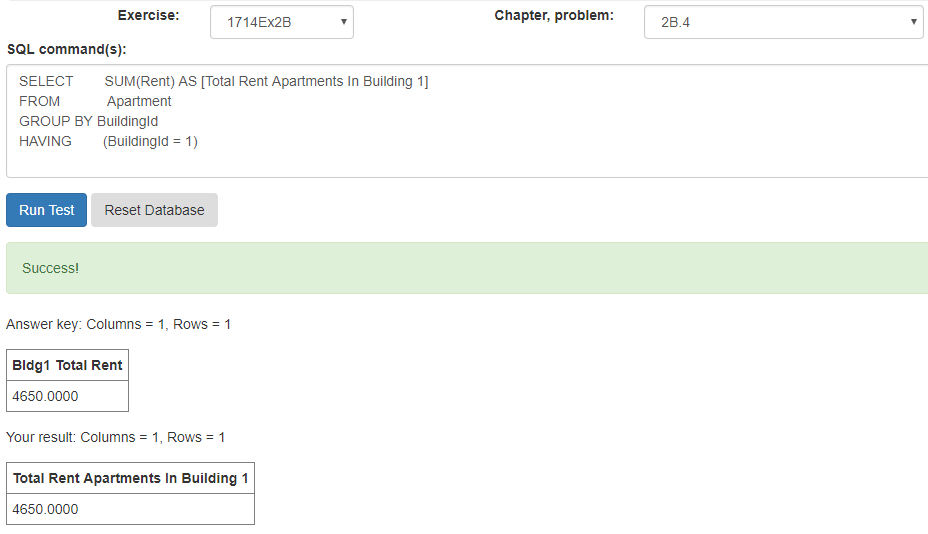 Exercise: 1714Ex2B Chapter, problem: 2B.4
SQL command(s):
SELECT SUM(Rent) AS [Total Rent Apartments In Building 1]
FROM Apartment
GROUP BY BuildingId
HAVING (BuildingId = 1)
Run Test Reset Database
Success!
Answer key: Columns = 1, Rows = 1
Bldg1 Total Rent
4650.0000
Your result: Columns = 1, Rows = 1
Total Rent Apartments In Building 1
4650.0000